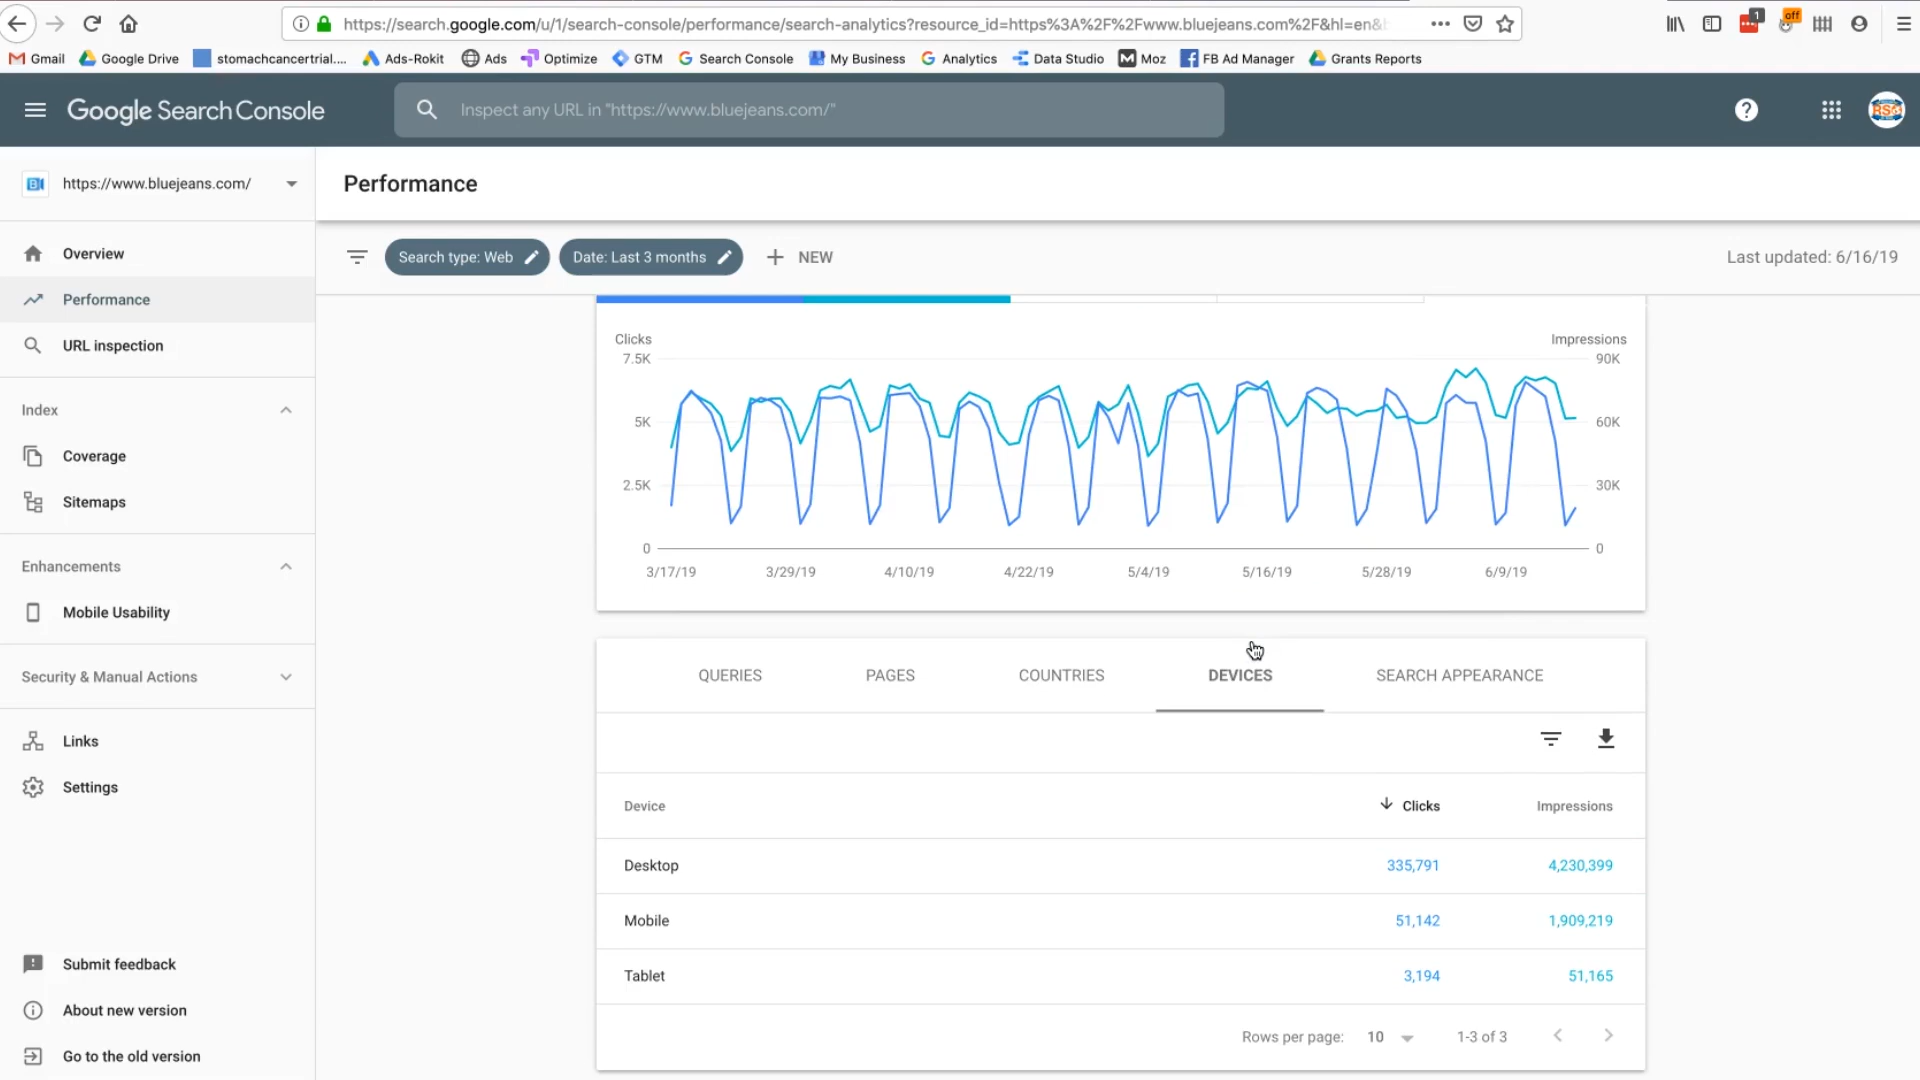 https://search.google.com/u/1/search-console/performance/search-analytics?resource_id=https%3A%2F%2Fwww.bluejeans.com%2F&hl=en&
1
off
Gmail
Google Drive
stomachcancertrial....
Ads-Rokit
Ads
Optimize
GTM
Search Console
My Business
Analytics
Data Studio
Moz
FB Ad Manager
Grants Reports
Google Search Console
Inspect any URL in "https://www.bluejeans.com/"
https://www.bluejeans.com/
Performance
Overview
Performance
URL inspection
Index
Coverage
Sitemaps
Enhancements
Mobile Usability
Security & Manual Actions
Links
Settings
Submit feedback
About new version
Go to the old version
Search type: Web
Date: Last 3 months
NEW
Last updated: 6/16/19
Clicks
Impressions
7.5K
90K
5K
60K
2.5K
30K
0
0
3/17/19
3/29/19
4/10/19
4/22/19
5/4/19
5/16/19
5/28/19
6/9/19
QUERIES
PAGES
COUNTRIES
DEVICES
SEARCH APPEARANCE
Device
Clicks
Impressions
Desktop
335,791
4,230,399
Mobile
51,142
1,909,219
Tablet
3,194
51,165
Rows per page: 10
1-3 of 3